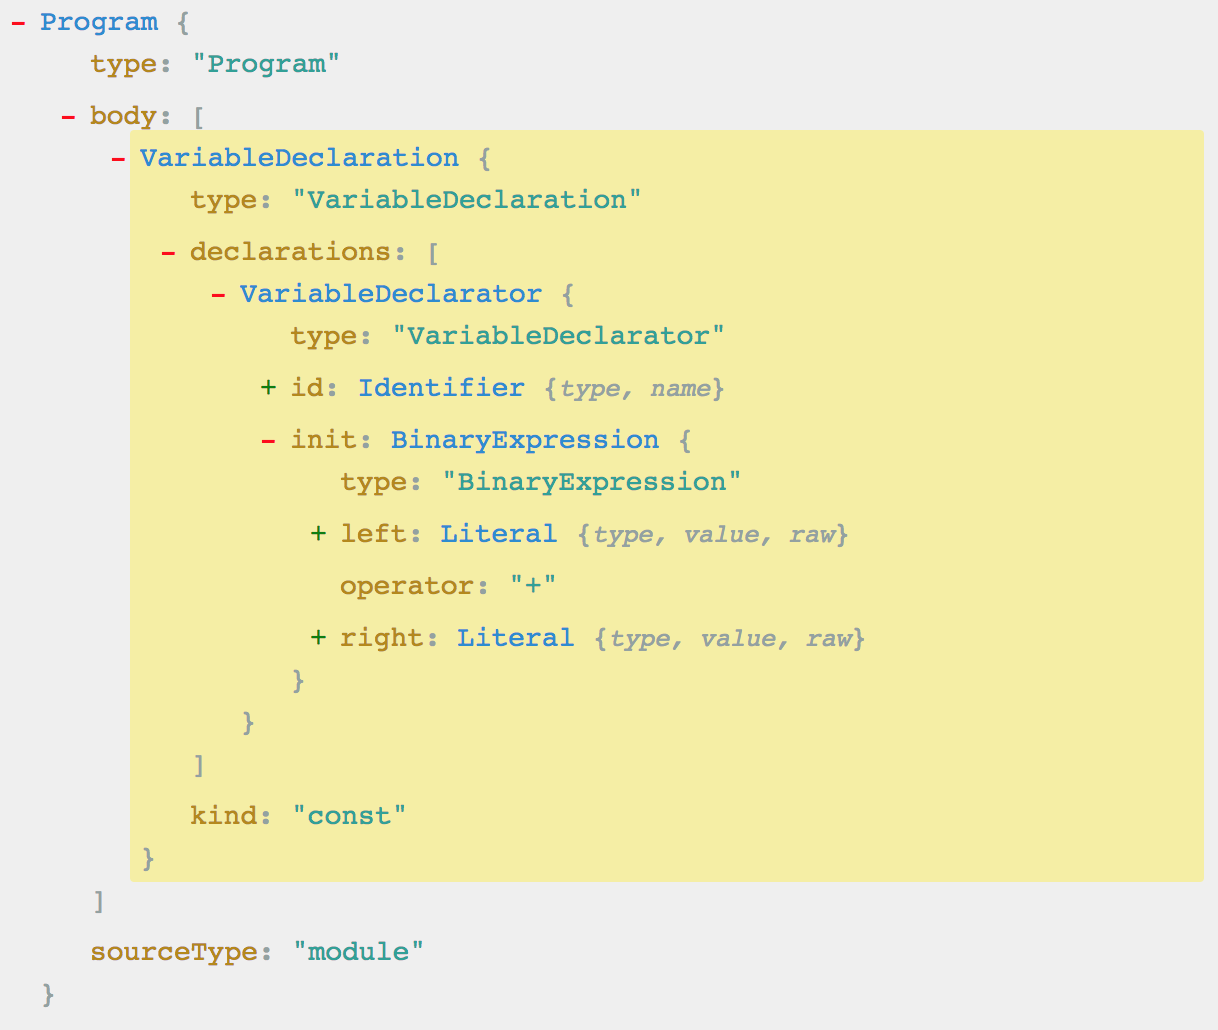 - Program {
type: "Program"
- body: [
- VariableDeclaration {
type: "VariableDeclaration"
- declarations: [
- VariableDeclarator {
type: "VariableDeclarator"
+ id: Identifier {type, name}
- init: BinaryExpression {
type: "BinaryExpression"
+ left: Literal {type, value, raw}
operator: "+"
+ right: Literal {type, value, raw}
}
}
]
kind: "const"
}
]
sourceType: "module"
}